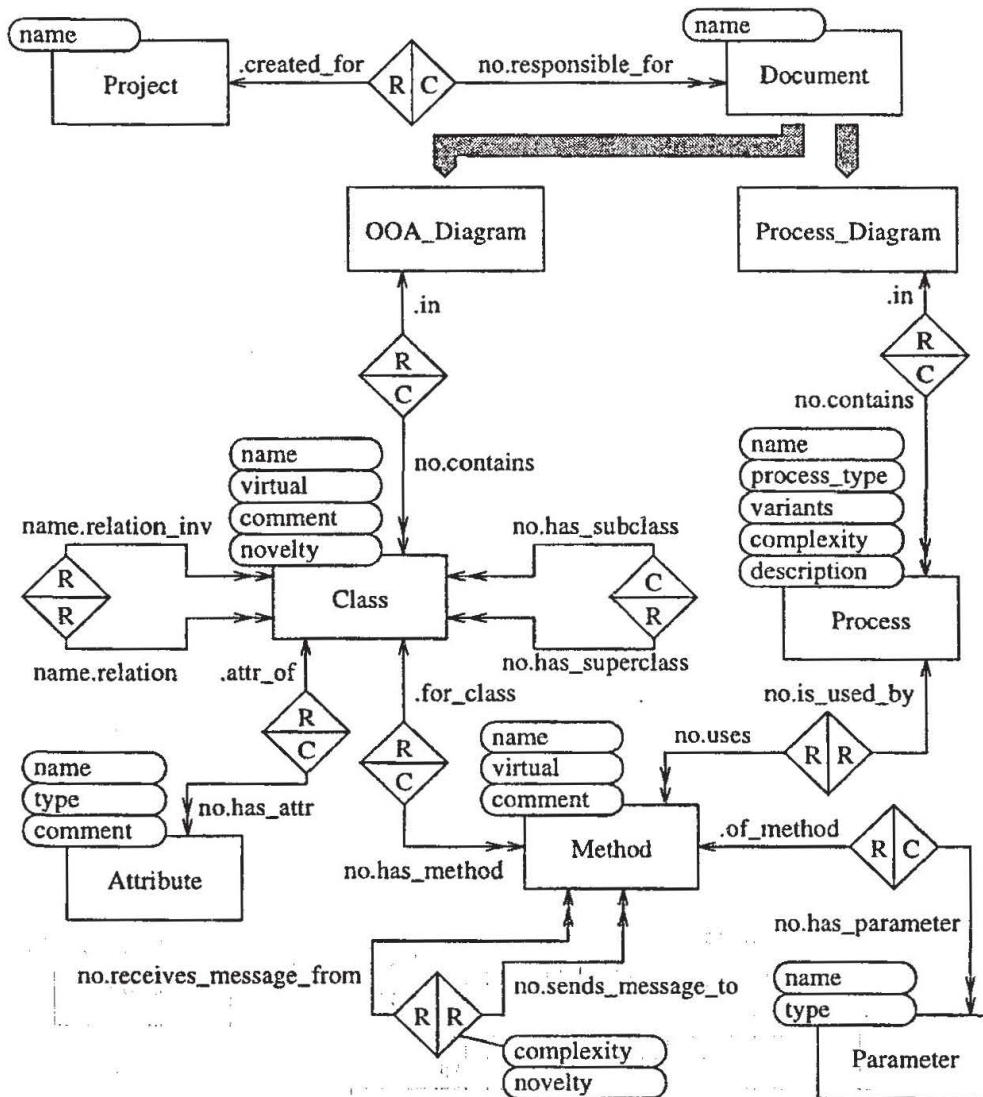 name
Project
.created_for
R
C
no.responsible_for
name
Document
OOA_Diagram
Process_Diagram
.in
R
C
no.contains
.in
R
C
no.contains
name
virtual
comment
novelty
Class
name.relation_inv
R
R
name.relation
no.has_subclass
C
R
no.has_superclass
name
process_type
variants
complexity
description
Process
.attr_of
R
C
no.has_attr
name
type
comment
Attribute
.for_class
R
C
no.has_method
name
virtual
comment
Method
no.uses
R
R
no.is_used_by
.of_method
R
C
no.has_parameter
name
type
Parameter
no.receives_message_from
R
R
no.sends_message_to
complexity
novelty